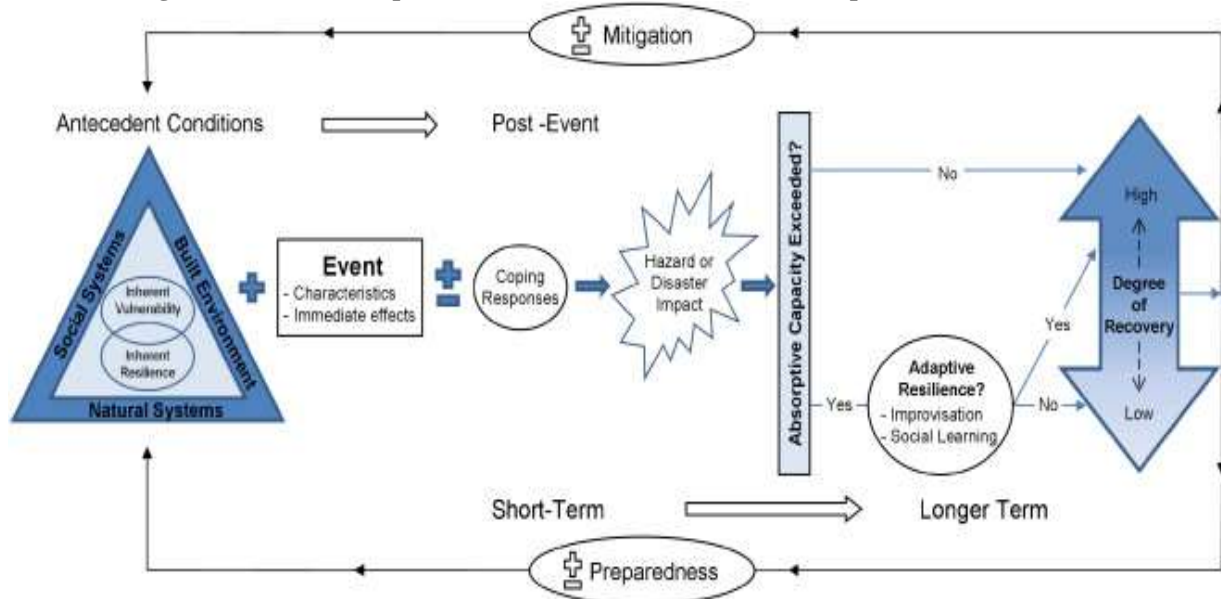 ± Mitigation
Antecedent Conditions
Post -Event
Social Systems
Built Environment
Natural Systems
Inherent
Vulnerability
Inherent
Resilience
+
Event
- Characteristics
- Immediate effects
+
-
Coping
Responses
Hazard or
Disaster
Impact
Absorptive Capacity Exceeded?
No
Yes
Adaptive
Resilience?
- Improvisation
- Social Learning
Yes
No
High
Degree
of
Recovery
Low
Short-Term
Longer Term
± Preparedness